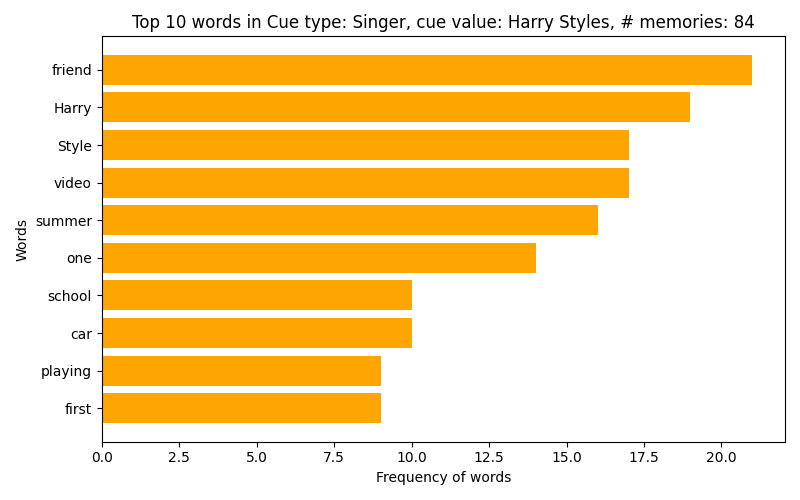 Top 10 words in Cue type: Singer, cue value: Harry Styles, # memories: 84
Words
friend
Harry
Style
video
summer
one
school
car
playing
first
0.0 2.5 5.0 7.5 10.0 12.5 15.0 17.5 20.0
Frequency of words